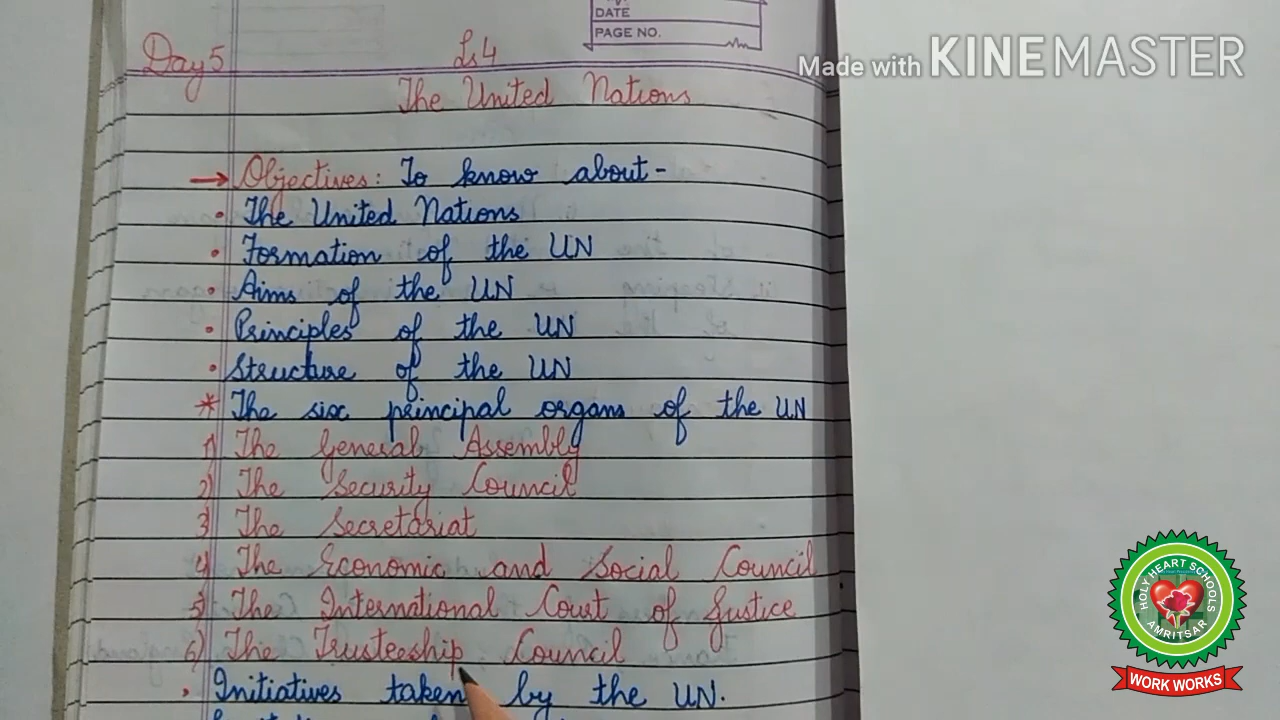 DATE
PAGE NO.
Made with KINEMASTER
Day 5
Ls 4
The United Nations
→ Objectives: To know about-
• The United Nations
• Formation of the UN
• Aims of the UN
• Principles of the UN
• Structure of the UN
* The six principal organs of the UN
1) The General Assembly
2) The Security Council
3) The Secretariat
4) The Economic and Social Council
5) The International Court of Justice
6) The Trusteeship Council
• Initiatives taken by the UN.
HOLY HEART SCHOOLS
AMRITSAR
WORK WORKS